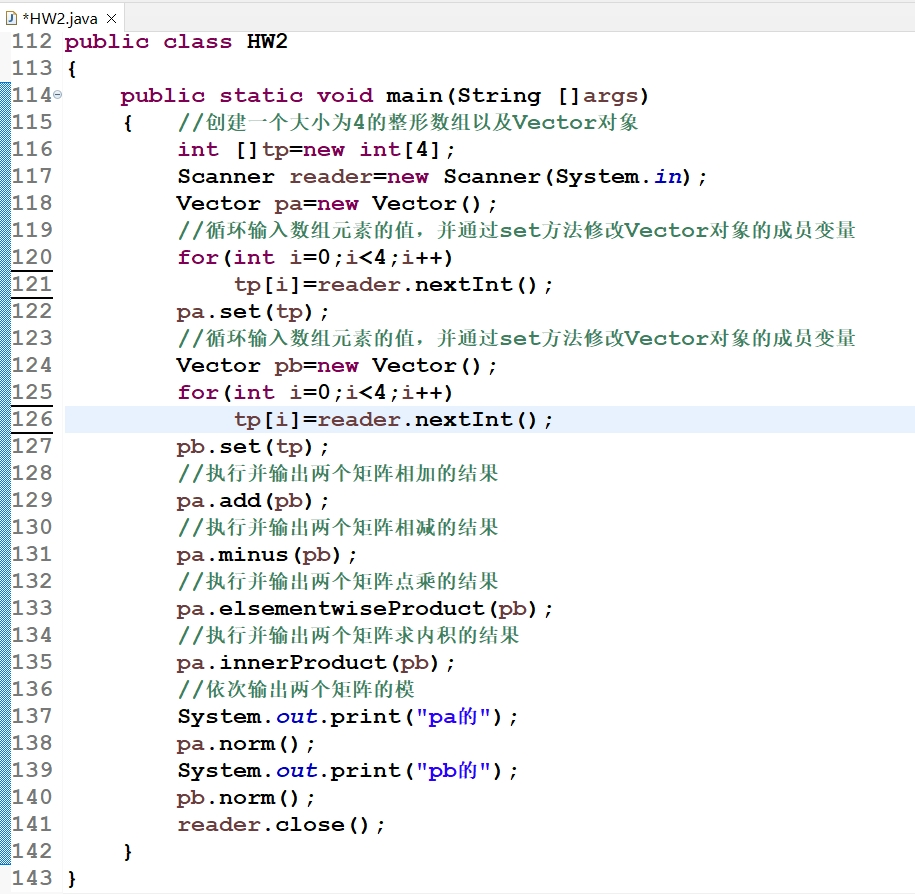 *HW2.java
112 public class HW2
113 {
114 public static void main(String []args)
115 { //创建一个大小为4的整形数组以及Vector对象
116 int []tp=new int[4];
117 Scanner reader=new Scanner(System.in);
118 Vector pa=new Vector();
119 //循环输入数组元素的值，并通过set方法修改Vector对象的成员变量
120 for(int i=0;i<4;i++)
121 tp[i]=reader.nextInt();
122 pa.set(tp);
123 //循环输入数组元素的值，并通过set方法修改Vector对象的成员变量
124 Vector pb=new Vector();
125 for(int i=0;i<4;i++)
126 tp[i]=reader.nextInt();
127 pb.set(tp);
128 //执行并输出两个矩阵相加的结果
129 pa.add(pb);
130 //执行并输出两个矩阵相减的结果
131 pa.minus(pb);
132 //执行并输出两个矩阵点乘的结果
133 pa.elsementwiseProduct(pb);
134 //执行并输出两个矩阵求内积的结果
135 pa.innerProduct(pb);
136 //依次输出两个矩阵的模
137 System.out.print("pa的");
138 pa.norm();
139 System.out.print("pb的");
140 pb.norm();
141 reader.close();
142 }
143 }